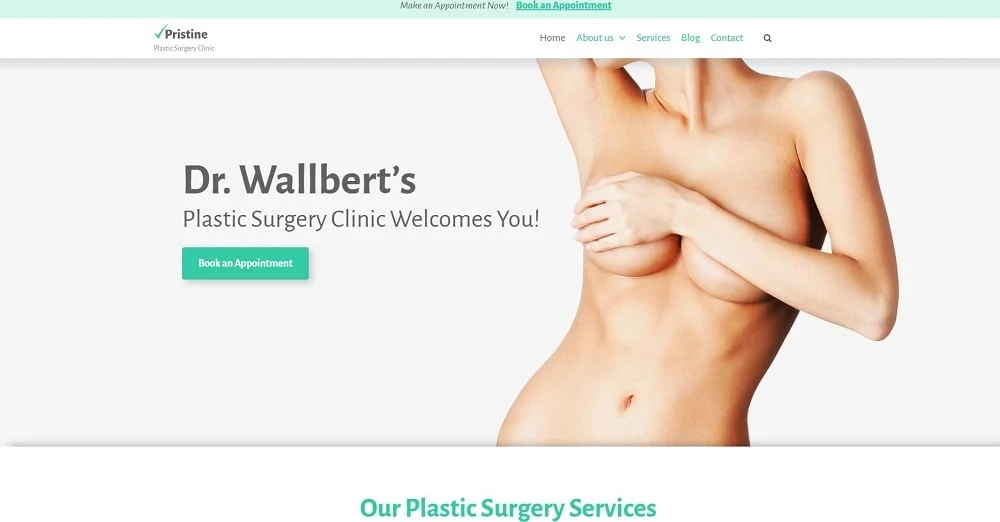 Make an Appointment Now! Book an Appointment
Pristine
Plastic Surgery Clinic
Home About us Services Blog Contact
Dr. Wallbert's
Plastic Surgery Clinic Welcomes You!
Book an Appointment
Our Plastic Surgery Services